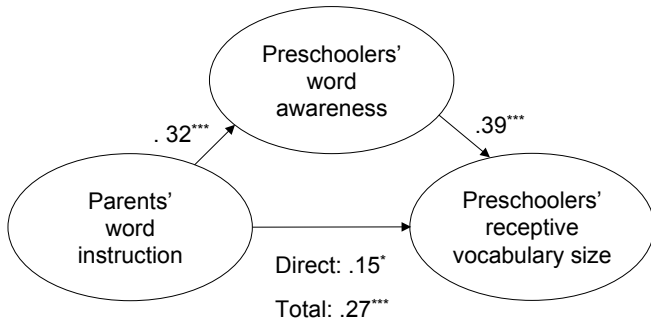 Preschoolers’
word
awareness
. 32***
.39***
Parents’
word
instruction
Preschoolers’
receptive
vocabulary size
Direct: .15*
Total: .27***